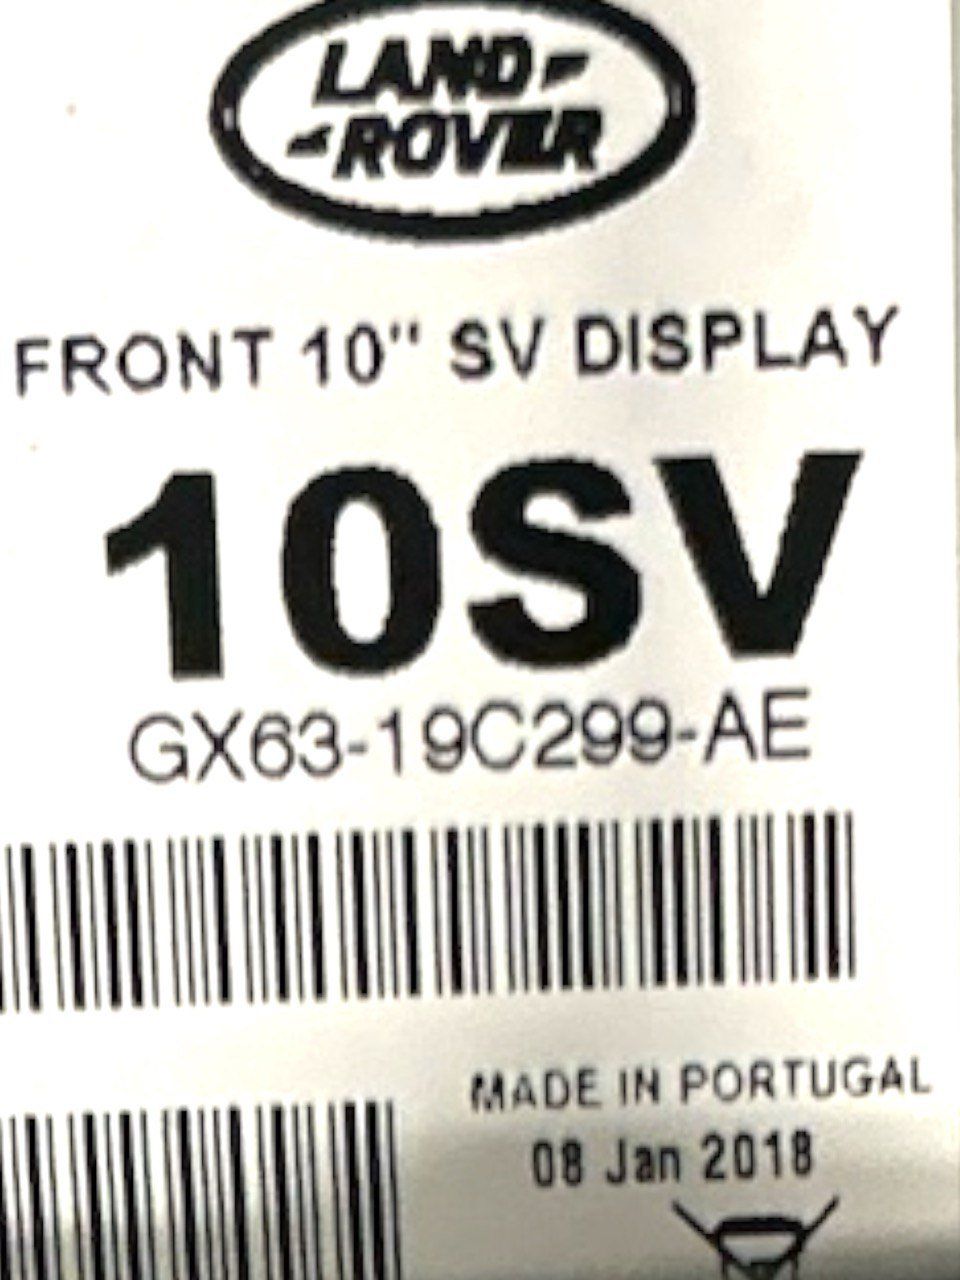 LAND
ROVER
FRONT 10" SV DISPLAY
10SV
GX63-19C299-AE
MADE IN PORTUGAL
08 Jan 2018